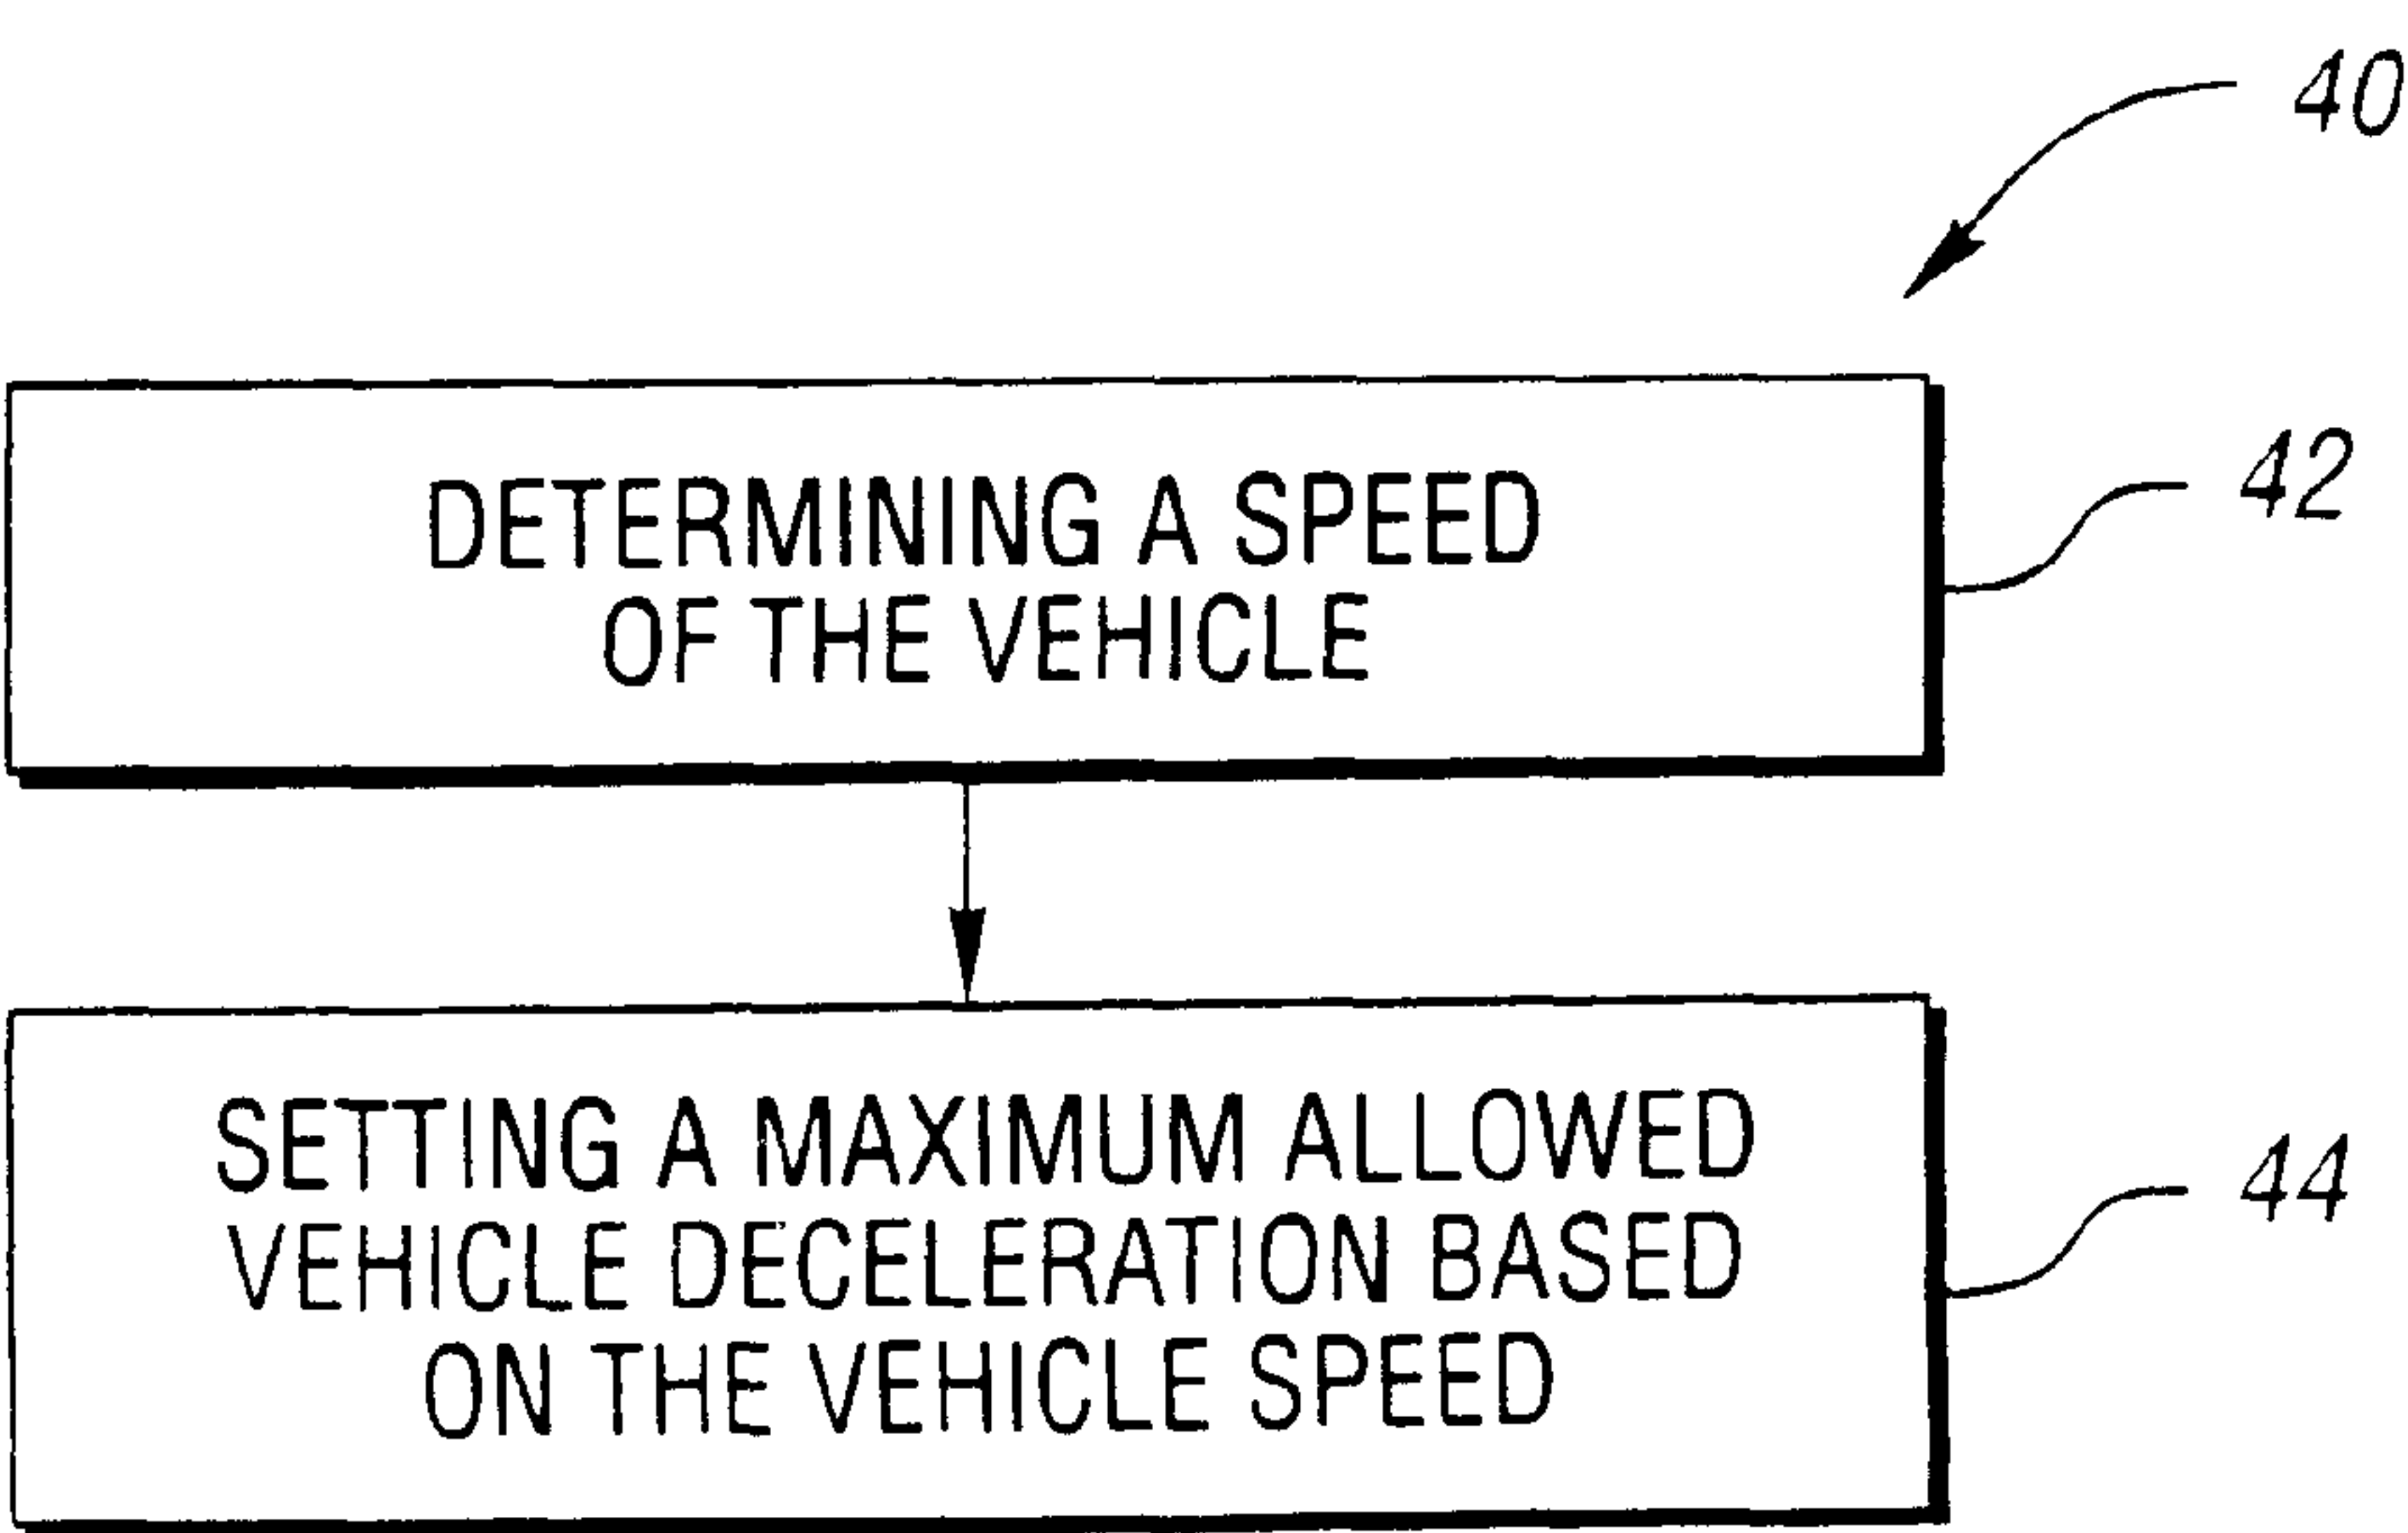 40
DETERMINING A SPEED
OF THE VEHICLE
42
SETTING A MAXIMUM ALLOWED
VEHICLE DECELERATION BASED
ON THE VEHICLE SPEED
44